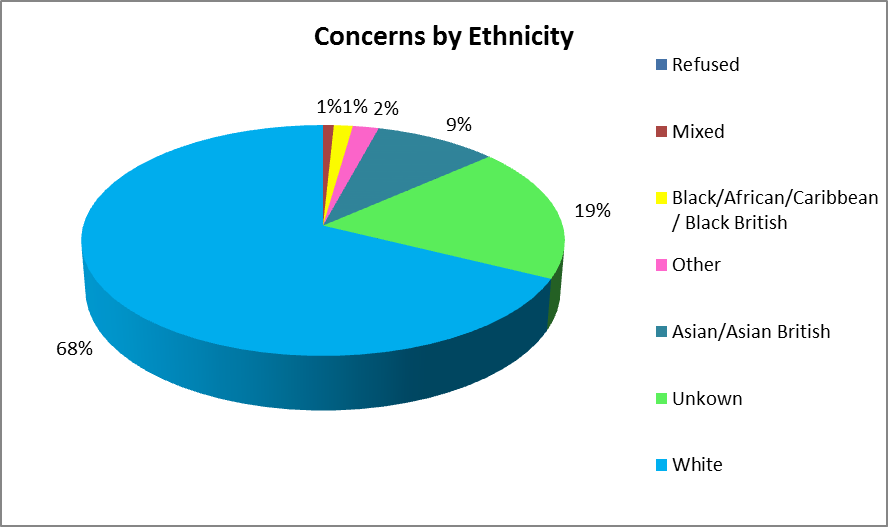 Concerns by Ethnicity
1%
1%
2%
9%
19%
68%
Refused
Mixed
Black/African/Caribbean
/ Black British
Other
Asian/Asian British
Unkown
White